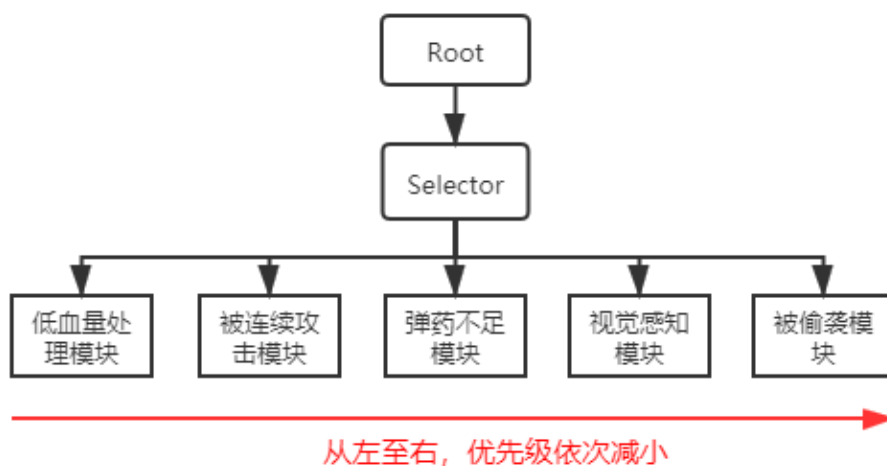 Root
Selector
低血量处
理模块
被连续攻
击模块
弹药不足
模块
视觉感知
模块
被偷袭模
块
从左至右，优先级依次减小